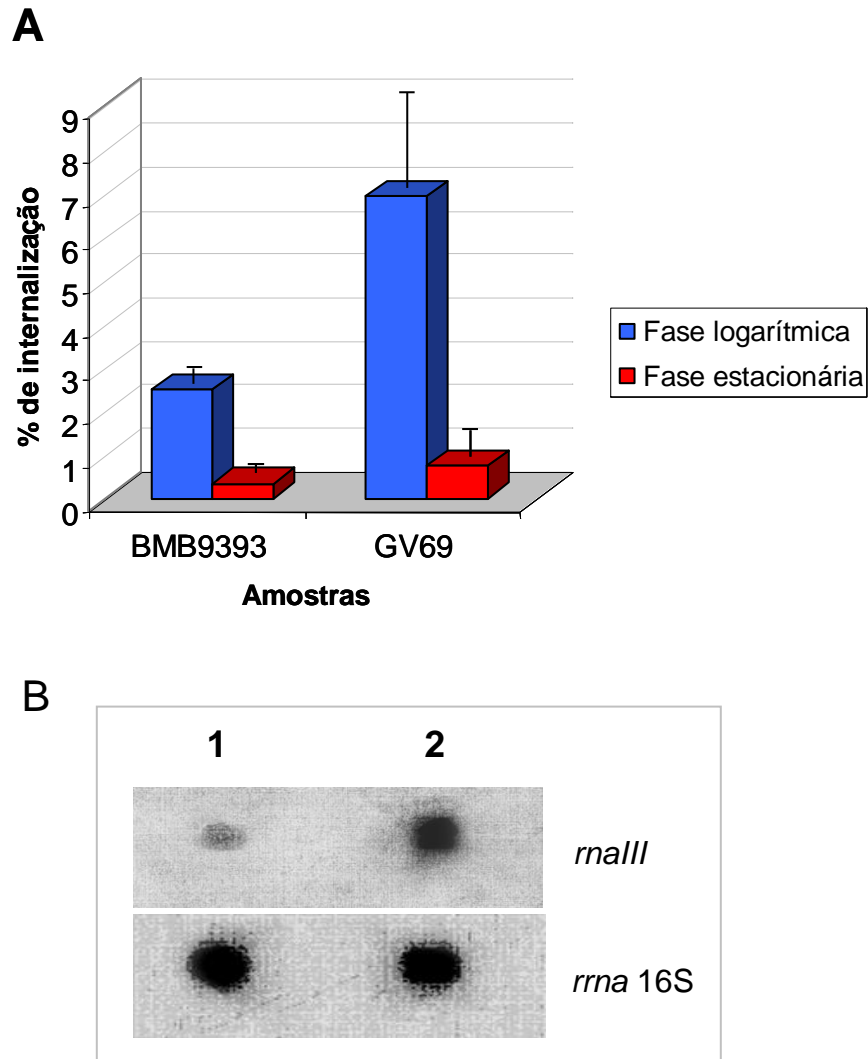 A
% de internalização
9
8
7
6
5
4
3
2
1
0
BMB9393 GV69
Amostras
Fase logarítmica
Fase estacionária
B
1 2
rnaIII
rrna 16S